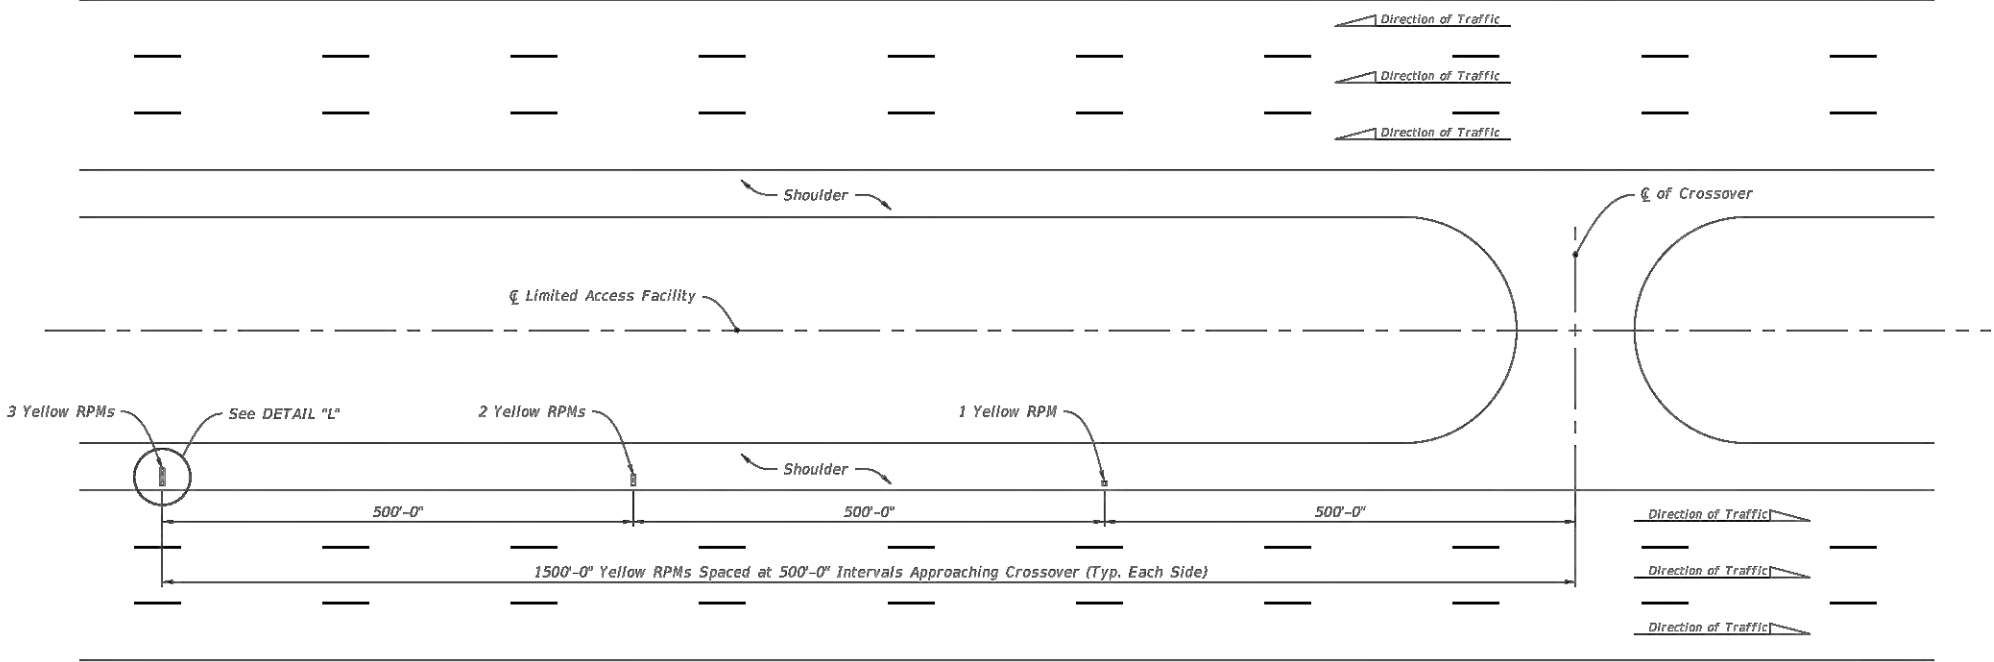 Direction of Traffic
Direction of Traffic
Direction of Traffic
Shoulder
℄ of Crossover
℄ Limited Access Facility
3 Yellow RPMs
See DETAIL "L"
2 Yellow RPMs
1 Yellow RPM
Shoulder
500'-0"
500'-0"
500'-0"
Direction of Traffic
1500'-0" Yellow RPMs Spaced at 500'-0" Intervals Approaching Crossover (Typ. Each Side)
Direction of Traffic
Direction of Traffic